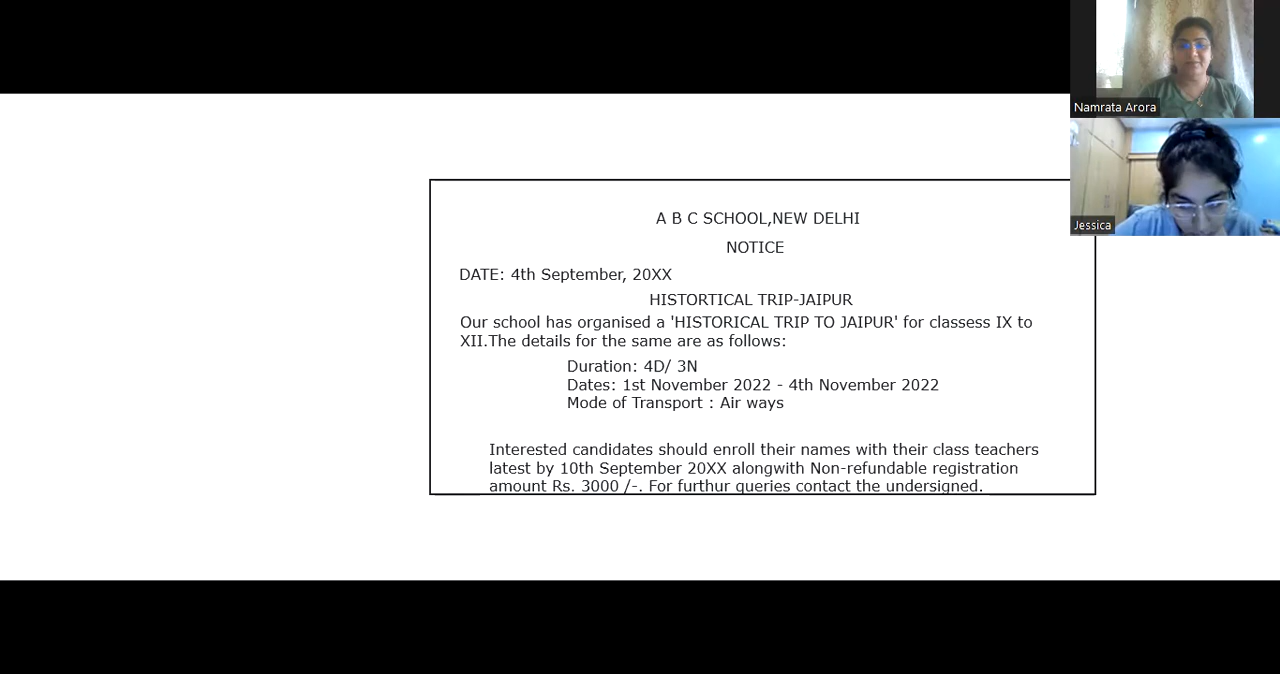 Namrata Arora
Jessica
A B C SCHOOL,NEW DELHI
NOTICE
DATE: 4th September, 20XX
HISTORTICAL TRIP-JAIPUR
Our school has organised a 'HISTORICAL TRIP TO JAIPUR' for classess IX to
XII.The details for the same are as follows:
Duration: 4D/ 3N
Dates: 1st November 2022 - 4th November 2022
Mode of Transport : Air ways
Interested candidates should enroll their names with their class teachers
latest by 10th September 20XX alongwith Non-refundable registration
amount Rs. 3000 /-. For furthur queries contact the undersigned.